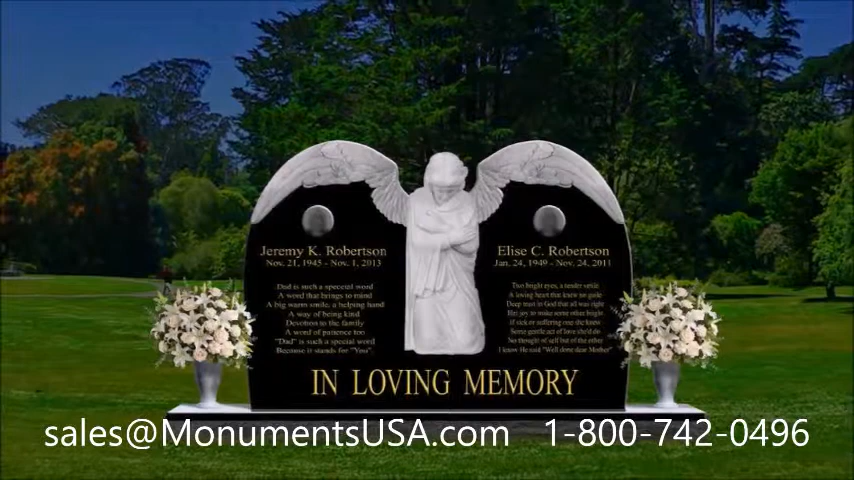 Jeremy K. Robertson
Nov. 21, 1945 - Nov. 1, 2013
Dad is such a speceial word
A word that brings to mind
A big warm smile, a helping hand
A way of being kind
Devotion to the family
A word of patience too
"Dad" is such a special word
Because it stands for "You".
Elise C. Robertson
Jan. 24, 1949 - Nov. 24, 2011
Two bright eyes, a tender smile
A loving heart that knew no guile
Deep trust in God that all was right
Her joy to make some other bright
If sick or suffering one she knew
Some gentle act of love she'd do
No thought of self but of the other
I know He said "Well done dear Mother"
IN LOVING MEMORY
sales@MonumentsUSA.com 1-800-742-0496